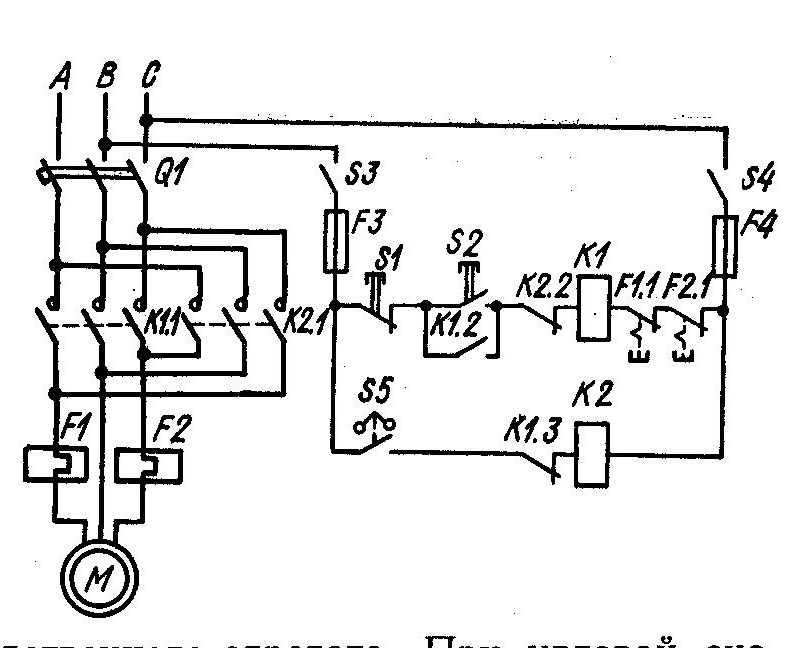 A B C
Q1
S3
S4
F3
F4
S1
S2
K1
K2.2
F1.1
F2.1
K1.1
K2.1
K1.2
S5
K2
K1.3
F1
F2
M
При